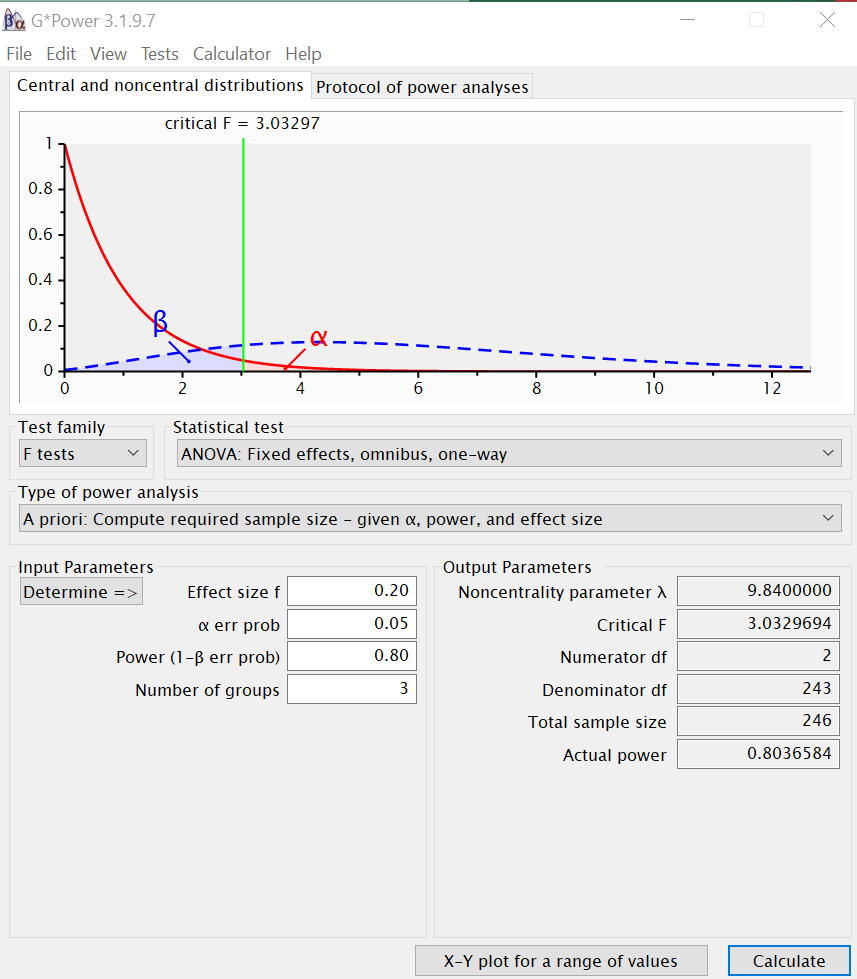 G*Power 3.1.9.7
File Edit View Tests Calculator Help
Central and noncentral distributions Protocol of power analyses
critical F = 3.03297
1
0.8
0.6
0.4
0.2
0
β
α
0 2 4 6 8 10 12
Test family Statistical test
F tests ANOVA: Fixed effects, omnibus, one-way
Type of power analysis
A priori: Compute required sample size – given α, power, and effect size
Input Parameters Output Parameters
Determine => Effect size f 0.20 Noncentrality parameter λ 9.8400000
α err prob 0.05 Critical F 3.0329694
Power (1-β err prob) 0.80 Numerator df 2
Number of groups 3 Denominator df 243
Total sample size 246
Actual power 0.8036584
X-Y plot for a range of values Calculate